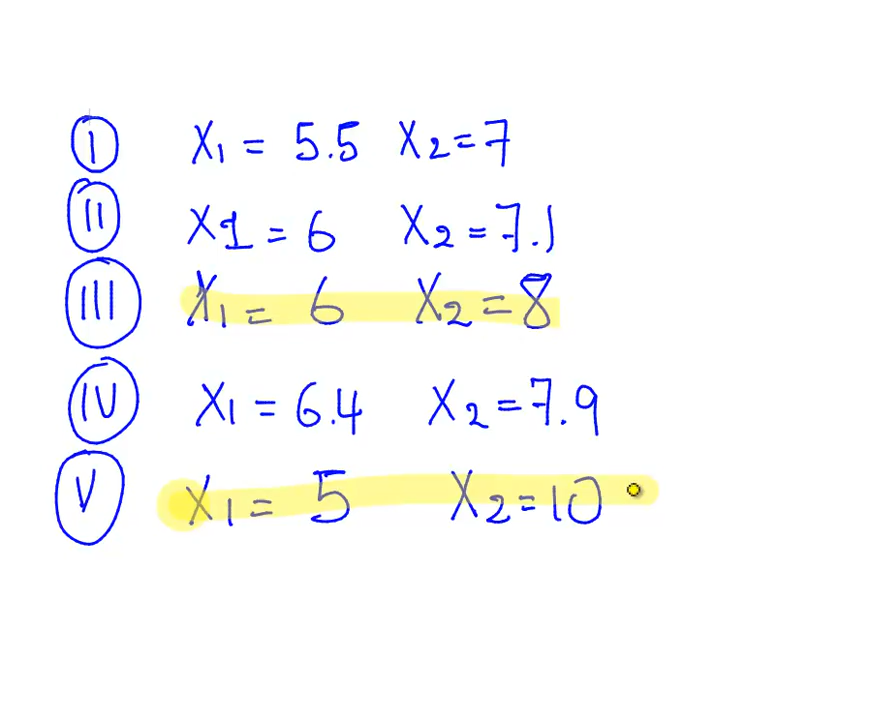 I X1 = 5.5 X2=7
II X1 = 6 X2=7.1
III X1 = 6 X2=8
IV X1 = 6.4 X2=7.9
V X1 = 5 X2=10